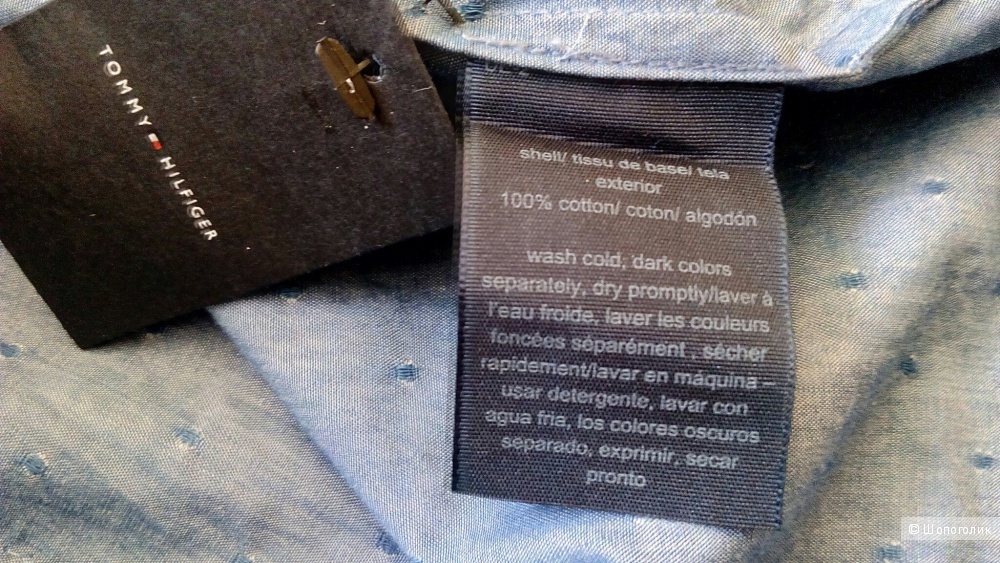 TOMMY HILFIGER
shell/ tissu de base/ tela
exterior
100% cotton/ coton/ algodón
wash cold, dark colors
separately, dry promptly/laver à
l'eau froide, laver les couleurs
foncées séparément , sécher
rapidement/lavar en máquina –
usar detergente, lavar con
agua fria, los colores oscuros
separado, exprimir, secar
pronto
© Шопоголик